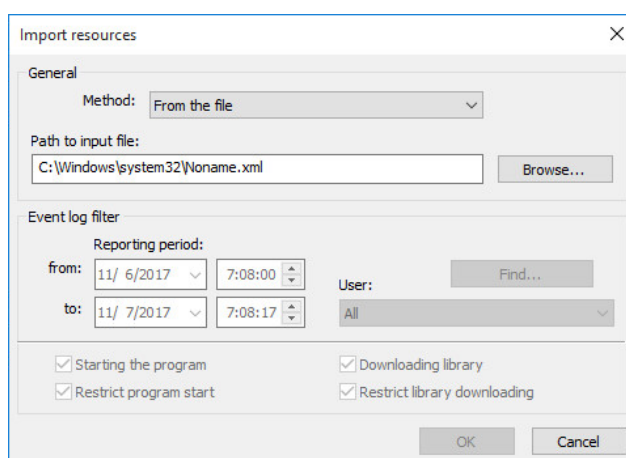 Import resources
General
Method: From the file
Path to input file:
C:\Windows\system32\Noname.xml Browse...
Event log filter
Reporting period:
from: 11/ 6/2017 7:08:00 Find...
User:
to: 11/ 7/2017 7:08:17 All
Starting the program Downloading library
Restrict program start Restrict library downloading
OK Cancel